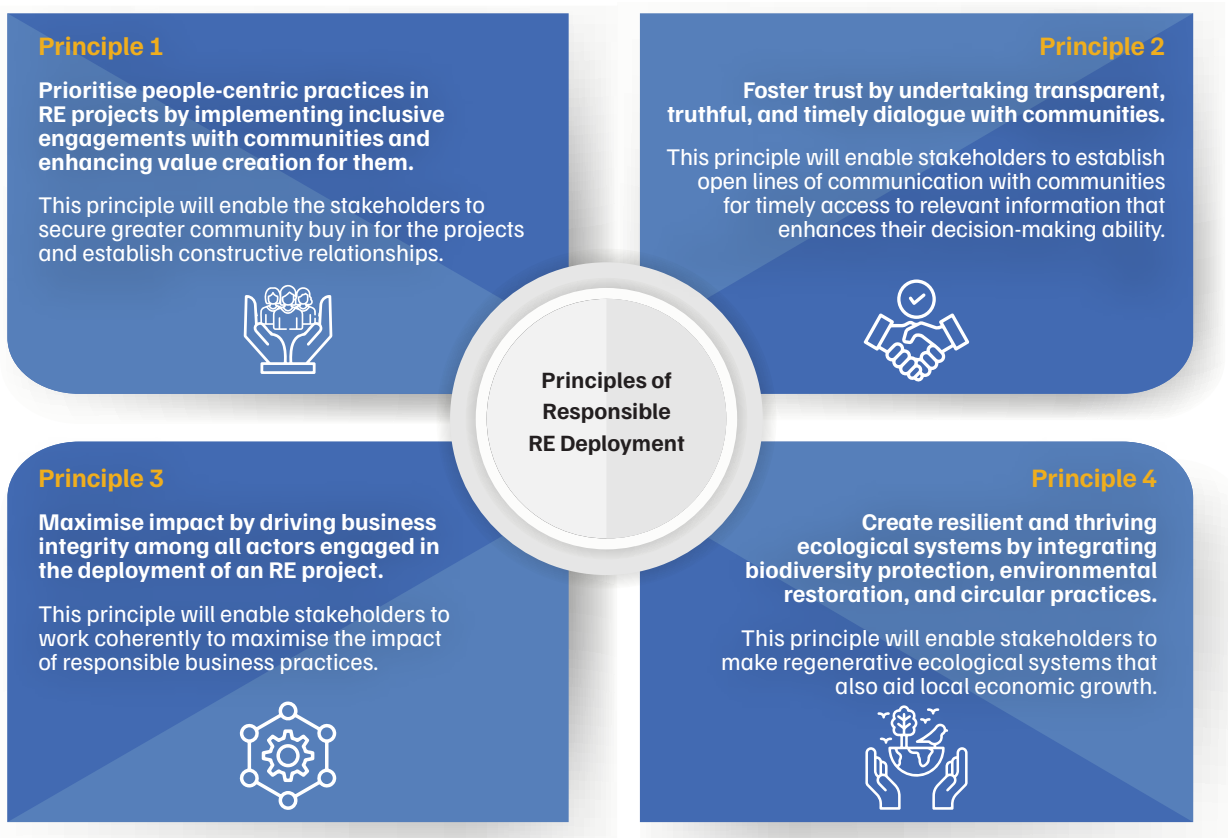 Principle 1
Prioritise people-centric practices in
RE projects by implementing inclusive
engagements with communities and
enhancing value creation for them.
This principle will enable the stakeholders to
secure greater community buy in for the projects
and establish constructive relationships.
Principle 2
Foster trust by undertaking transparent,
truthful, and timely dialogue with communities.
This principle will enable stakeholders to establish
open lines of communication with communities
for timely access to relevant information that
enhances their decision-making ability.
Principles of
Responsible
RE Deployment
Principle 3
Maximise impact by driving business
integrity among all actors engaged in
the deployment of an RE project.
This principle will enable stakeholders to
work coherently to maximise the impact
of responsible business practices.
Principle 4
Create resilient and thriving
ecological systems by integrating
biodiversity protection, environmental
restoration, and circular practices.
This principle will enable stakeholders to
make regenerative ecological systems that
also aid local economic growth.